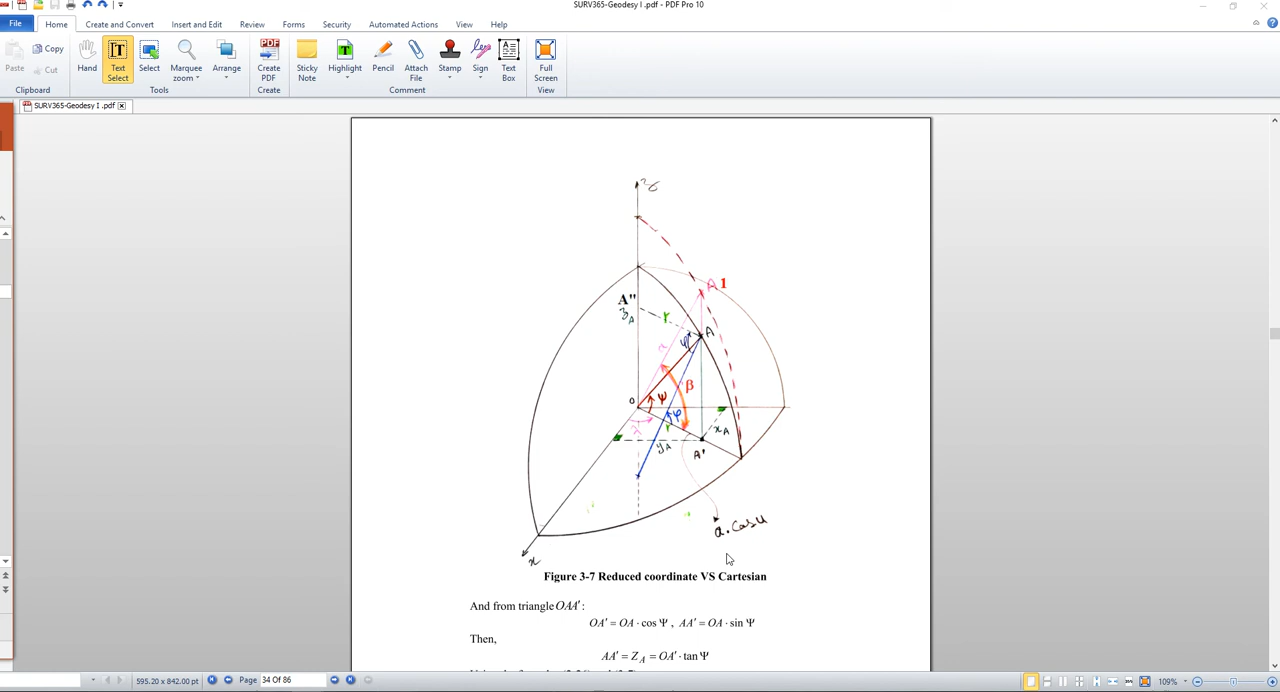 SURV365-Geodesy I .pdf - PDF Pro 10
File Home Create and Convert Insert and Edit Review Forms Security Automated Actions View Help
Paste Copy Cut Hand Text Select Select Marquee zoom Arrange Create PDF Sticky Note Highlight Pencil Attach File Stamp Sign Text Box Full Screen
Clipboard Tools Create Comment View
SURV365-Geodesy I .pdf
A 1
A"
r
A
a
φ
β
O
Ψ
φ
λ
r
x_A
y_A
A'
a. Cos u
x
Figure 3-7 Reduced coordinate VS Cartesian
And from triangle OAA′ :
OA′ = OA · cos Ψ , AA′ = OA · sin Ψ
Then,
AA′ = Z_A = OA′ · tan Ψ
595.20 x 842.00 pt Page 34 Of 86 109%